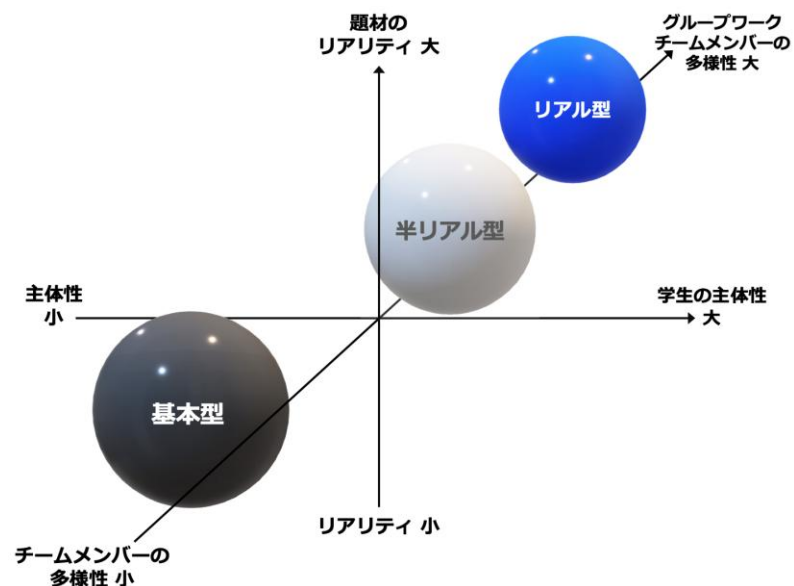 題材の
リアリティ 大
グループワーク
チームメンバーの
多様性 大
リアル型
半リアル型
主体性
小
学生の主体性
大
基本型
リアリティ 小
チームメンバーの
多様性 小